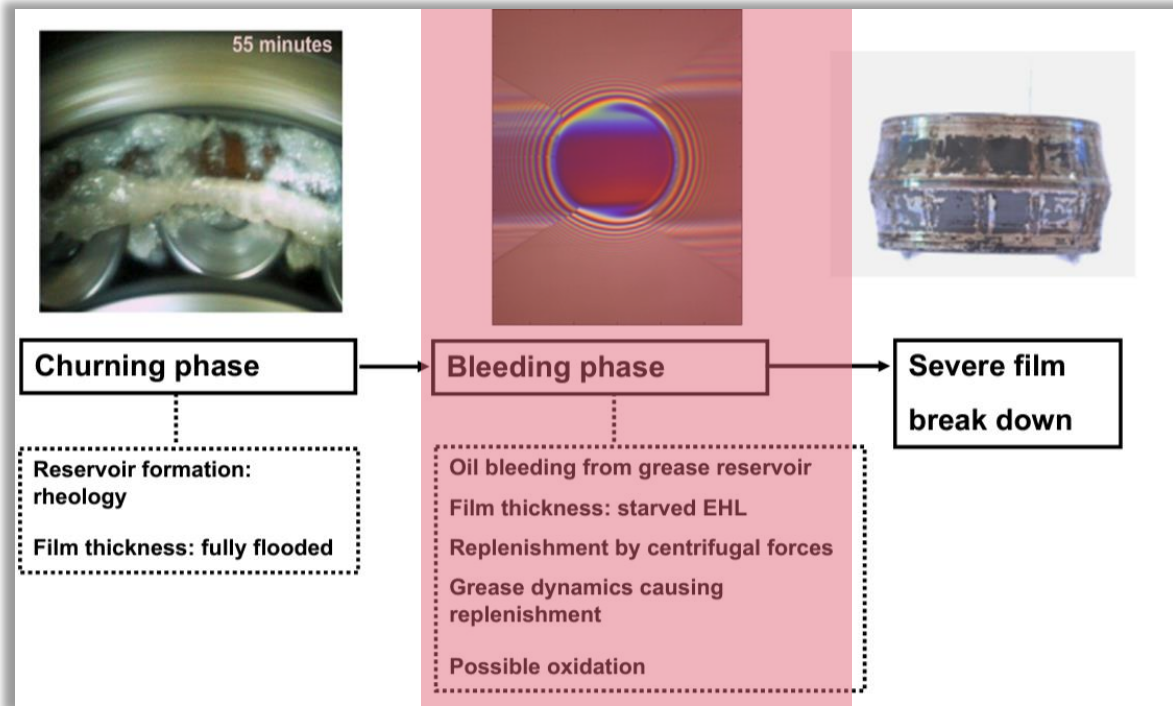 55 minutes
Churning phase
Reservoir formation:
rheology
Film thickness: fully flooded
Bleeding phase
Oil bleeding from grease reservoir
Film thickness: starved EHL
Replenishment by centrifugal forces
Grease dynamics causing
replenishment
Possible oxidation
Severe film
break down